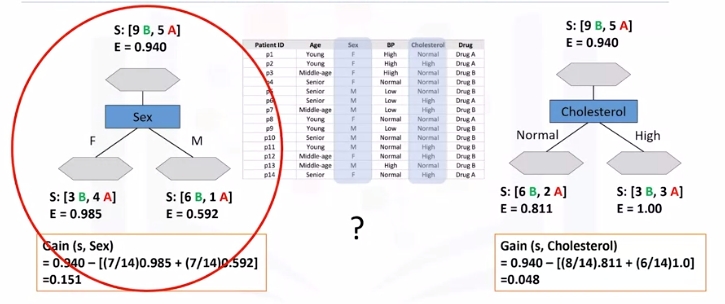 S: [9 B, 5 A]
E = 0.940
Sex
F M
S: [3 B, 4 A] S: [6 B, 1 A]
E = 0.985 E = 0.592
Gain (s, Sex)
= 0.940 – [(7/14)0.985 + (7/14)0.592]
=0.151
Patient ID Age Sex BP Cholesterol Drug
p1 Young F High Normal Drug A
p2 Young F High High Drug A
p3 Middle-age F High Normal Drug B
p4 Senior F Normal Normal Drug B
p5 Senior M Low Normal Drug B
p6 Senior M Low High Drug A
p7 Middle-age M Low High Drug B
p8 Young F Normal Normal Drug A
p9 Young M Low Normal Drug B
p10 Senior M Normal Normal Drug B
p11 Young M Normal High Drug B
p12 Middle-age F Normal High Drug B
p13 Middle-age M High Normal Drug B
p14 Senior F Normal High Drug A
?
S: [9 B, 5 A]
E = 0.940
Cholesterol
Normal High
S: [6 B, 2 A] S: [3 B, 3 A]
E = 0.811 E = 1.00
Gain (s, Cholesterol)
= 0.940 – [(8/14).811 + (6/14)1.0]
=0.048